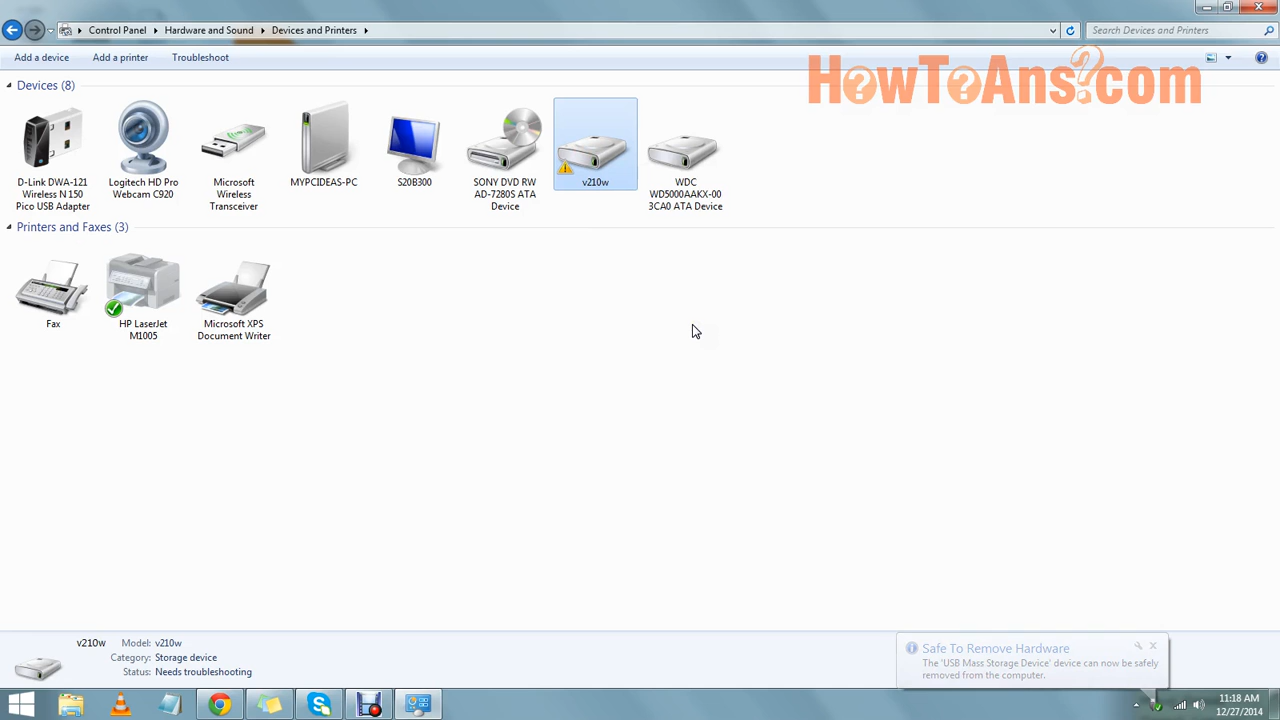 Control Panel Hardware and Sound Devices and Printers
Search Devices and Printers
Add a device Add a printer Troubleshoot
HowToAns?.com
Devices (8)
D-Link DWA-121
Wireless N 150
Pico USB Adapter
Logitech HD Pro
Webcam C920
Microsoft
Wireless
Transceiver
MYPCIDEAS-PC
S20B300
SONY DVD RW
AD-7280S ATA
Device
v210w
WDC
WD5000AAKX-00
3CA0 ATA Device
Printers and Faxes (3)
Fax
HP LaserJet
M1005
Microsoft XPS
Document Writer
v210w
Model: v210w
Category: Storage device
Status: Needs troubleshooting
Safe To Remove Hardware
The 'USB Mass Storage Device' device can now be safely
removed from the computer.
11:18 AM
12/27/2014